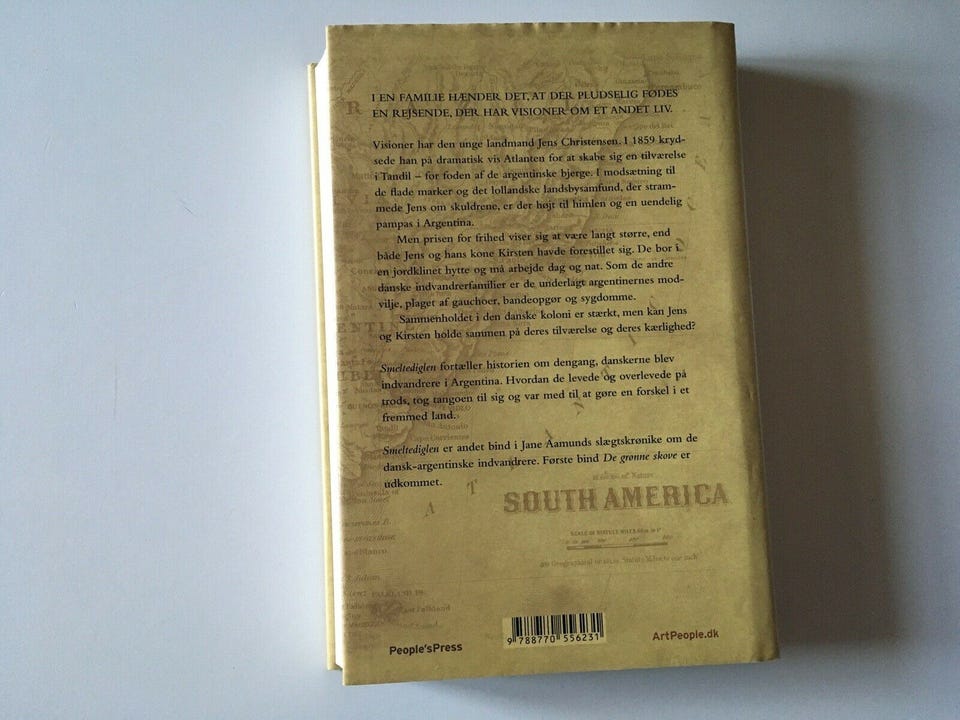 I EN FAMILIE HÆNDER DET, AT DER PLUDSELIG FØDES
EN REJSENDE, DER HAR VISIONER OM ET ANDET LIV.
Visioner har den unge landmand Jens Christensen. I 1859 kryd-
sede han på dramatisk vis Atlanten for at skabe sig en tilværelse
i Tandil – for foden af de argentinske bjerge. I modsætning til
de flade marker og det lollandske landsbysamfund, der stram-
mede Jens om skuldrene, er der højt til himlen og en uendelig
pampas i Argentina.
Men prisen for frihed viser sig at være langt større, end
både Jens og hans kone Kirsten havde forestillet sig. De bor i
en jordklinet hytte og må arbejde dag og nat. Som de andre
danske indvandrerfamilier er de underlagt argentinernes mod-
vilje, plaget af gauchoer, bandeopgør og sygdomme.
Sammenholdet i den danske koloni er stærkt, men kan Jens
og Kirsten holde sammen på deres tilværelse og deres kærlighed?
Smeltediglen fortæller historien om dengang, danskerne blev
indvandrere i Argentina. Hvordan de levede og overlevede på
trods, tog tangoen til sig og var med til at gøre en forskel i et
fremmed land.
Smeltediglen er andet bind i Jane Aamunds slægtskrønike om de
dansk-argentinske indvandrere. Første bind De grønne skove er
udkommet.
SOUTH AMERICA
9 788770 556231
People'sPress
ArtPeople.dk